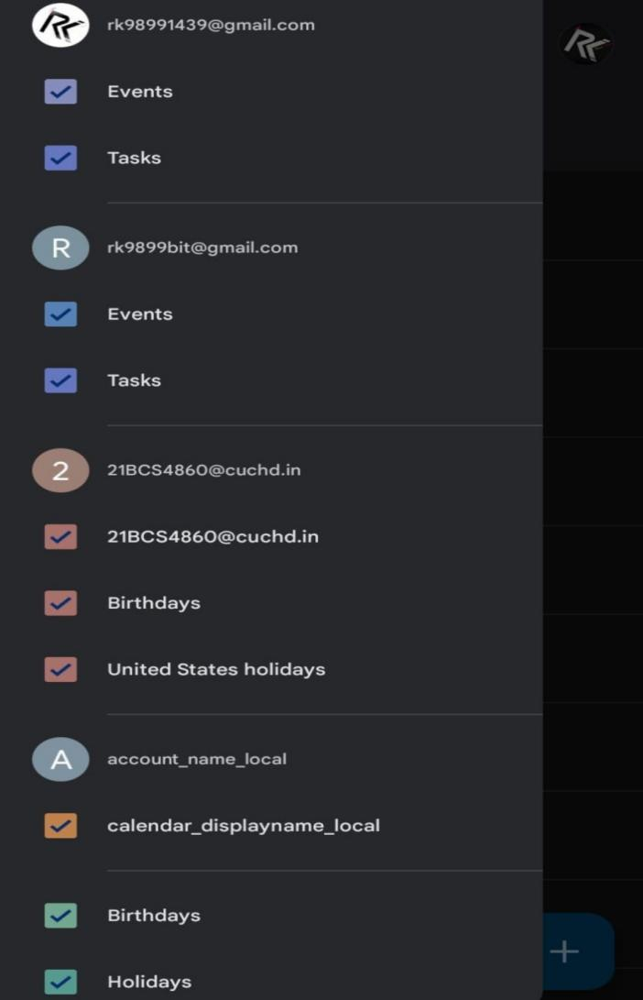 rk98991439@gmail.com
Events
Tasks
R
rk9899bit@gmail.com
Events
Tasks
2
21BCS4860@cuchd.in
21BCS4860@cuchd.in
Birthdays
United States holidays
A
account_name_local
calendar_displayname_local
Birthdays
Holidays